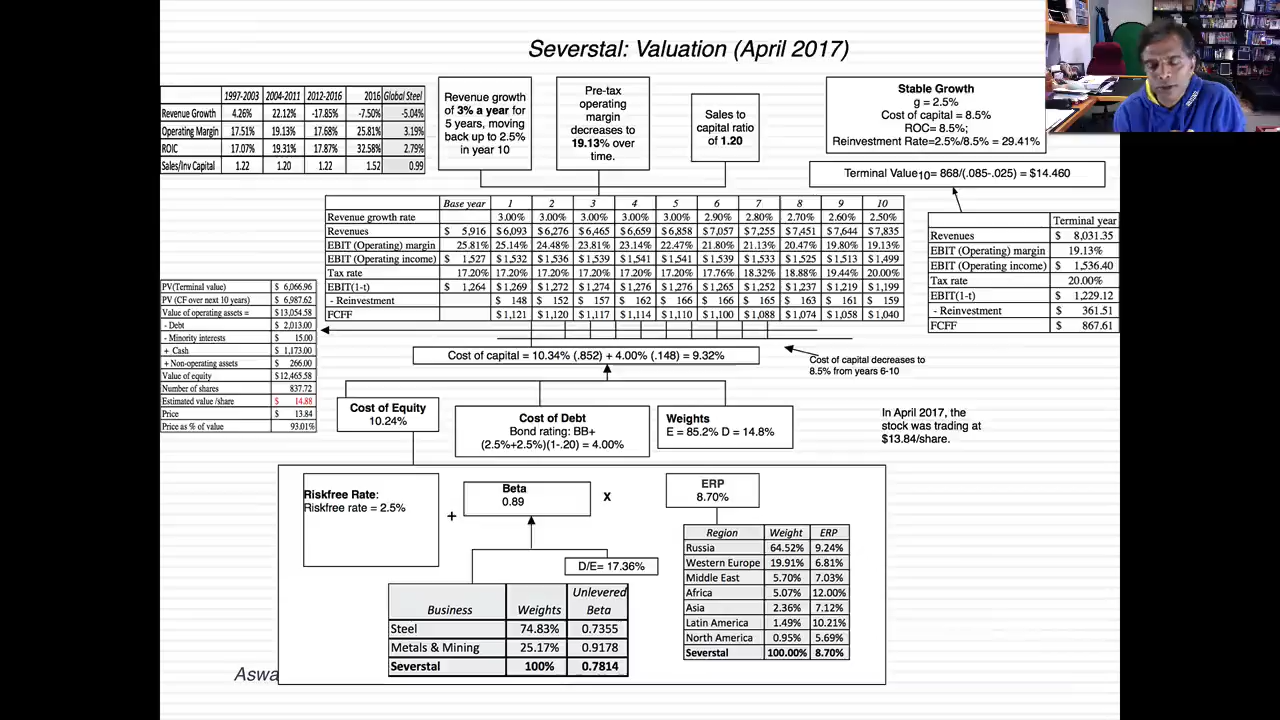 Severstal: Valuation (April 2017)
1997-2003 2004-2011 2012-2016 2016 Global Steel
Revenue Growth 4.26% 22.12% -17.85% -7.50% -5.04%
Operating Margin 17.51% 19.13% 17.68% 25.81% 3.19%
ROIC 17.07% 19.31% 17.87% 32.58% 2.79%
Sales/Inv Capital 1.22 1.20 1.22 1.52 0.99
Revenue growth
of 3% a year for
5 years, moving
back up to 2.5%
in year 10
Pre-tax
operating
margin
decreases to
19.13% over
time.
Sales to
capital ratio
of 1.20
Stable Growth
g = 2.5%
Cost of capital = 8.5%
ROC= 8.5%;
Reinvestment Rate=2.5%/8.5% = 29.41%
Terminal Value10= 868/(.085-.025) = $14.460
Base year 1 2 3 4 5 6 7 8 9 10
Revenue growth rate 3.00% 3.00% 3.00% 3.00% 3.00% 2.90% 2.80% 2.70% 2.60% 2.50%
Revenues $ 5,916 $6,093 $6,276 $6,465 $6,659 $6,858 $7,057 $7,255 $7,451 $7,644 $7,835
EBIT (Operating) margin 25.81% 25.14% 24.48% 23.81% 23.14% 22.47% 21.80% 21.13% 20.47% 19.80% 19.13%
EBIT (Operating income) $ 1,527 $1,532 $1,536 $1,539 $1,541 $1,541 $1,539 $1,533 $1,525 $1,513 $1,499
Tax rate 17.20% 17.20% 17.20% 17.20% 17.20% 17.20% 17.76% 18.32% 18.88% 19.44% 20.00%
EBIT(1-t) $ 1,264 $1,269 $1,272 $1,274 $1,276 $1,276 $1,265 $1,252 $1,237 $1,219 $1,199
- Reinvestment $ 148 $ 152 $ 157 $ 162 $ 166 $ 166 $ 165 $ 163 $ 161 $ 159
FCFF $1,121 $1,120 $1,117 $1,114 $1,110 $1,100 $1,088 $1,074 $1,058 $1,040
Terminal year
Revenues $ 8,031.35
EBIT (Operating) margin 19.13%
EBIT (Operating income) $ 1,536.40
Tax rate 20.00%
EBIT(1-t) $ 1,229.12
- Reinvestment $ 361.51
FCFF $ 867.61
PV(Terminal value) $ 6,066.96
PV (CF over next 10 years) $ 6,987.62
Value of operating assets = $13,054.58
- Debt $ 2,013.00
- Minority interests $ 15.00
+ Cash $ 1,173.00
+ Non-operating assets $ 266.00
Value of equity $12,465.58
Number of shares 837.72
Estimated value /share $ 14.88
Price $ 13.84
Price as % of value 93.01%
Cost of capital = 10.34% (.852) + 4.00% (.148) = 9.32%
Cost of capital decreases to
8.5% from years 6-10
Cost of Equity
10.24%
Cost of Debt
Bond rating: BB+
(2.5%+2.5%)(1-.20) = 4.00%
Weights
E = 85.2% D = 14.8%
In April 2017, the
stock was trading at
$13.84/share.
Riskfree Rate:
Riskfree rate = 2.5%
+
Beta
0.89
X
ERP
8.70%
D/E= 17.36%
Business Weights Unlevered Beta
Steel 74.83% 0.7355
Metals & Mining 25.17% 0.9178
Severstal 100% 0.7814
Region Weight ERP
Russia 64.52% 9.24%
Western Europe 19.91% 6.81%
Middle East 5.70% 7.03%
Africa 5.07% 12.00%
Asia 2.36% 7.12%
Latin America 1.49% 10.21%
North America 0.95% 5.69%
Severstal 100.00% 8.70%
Aswa